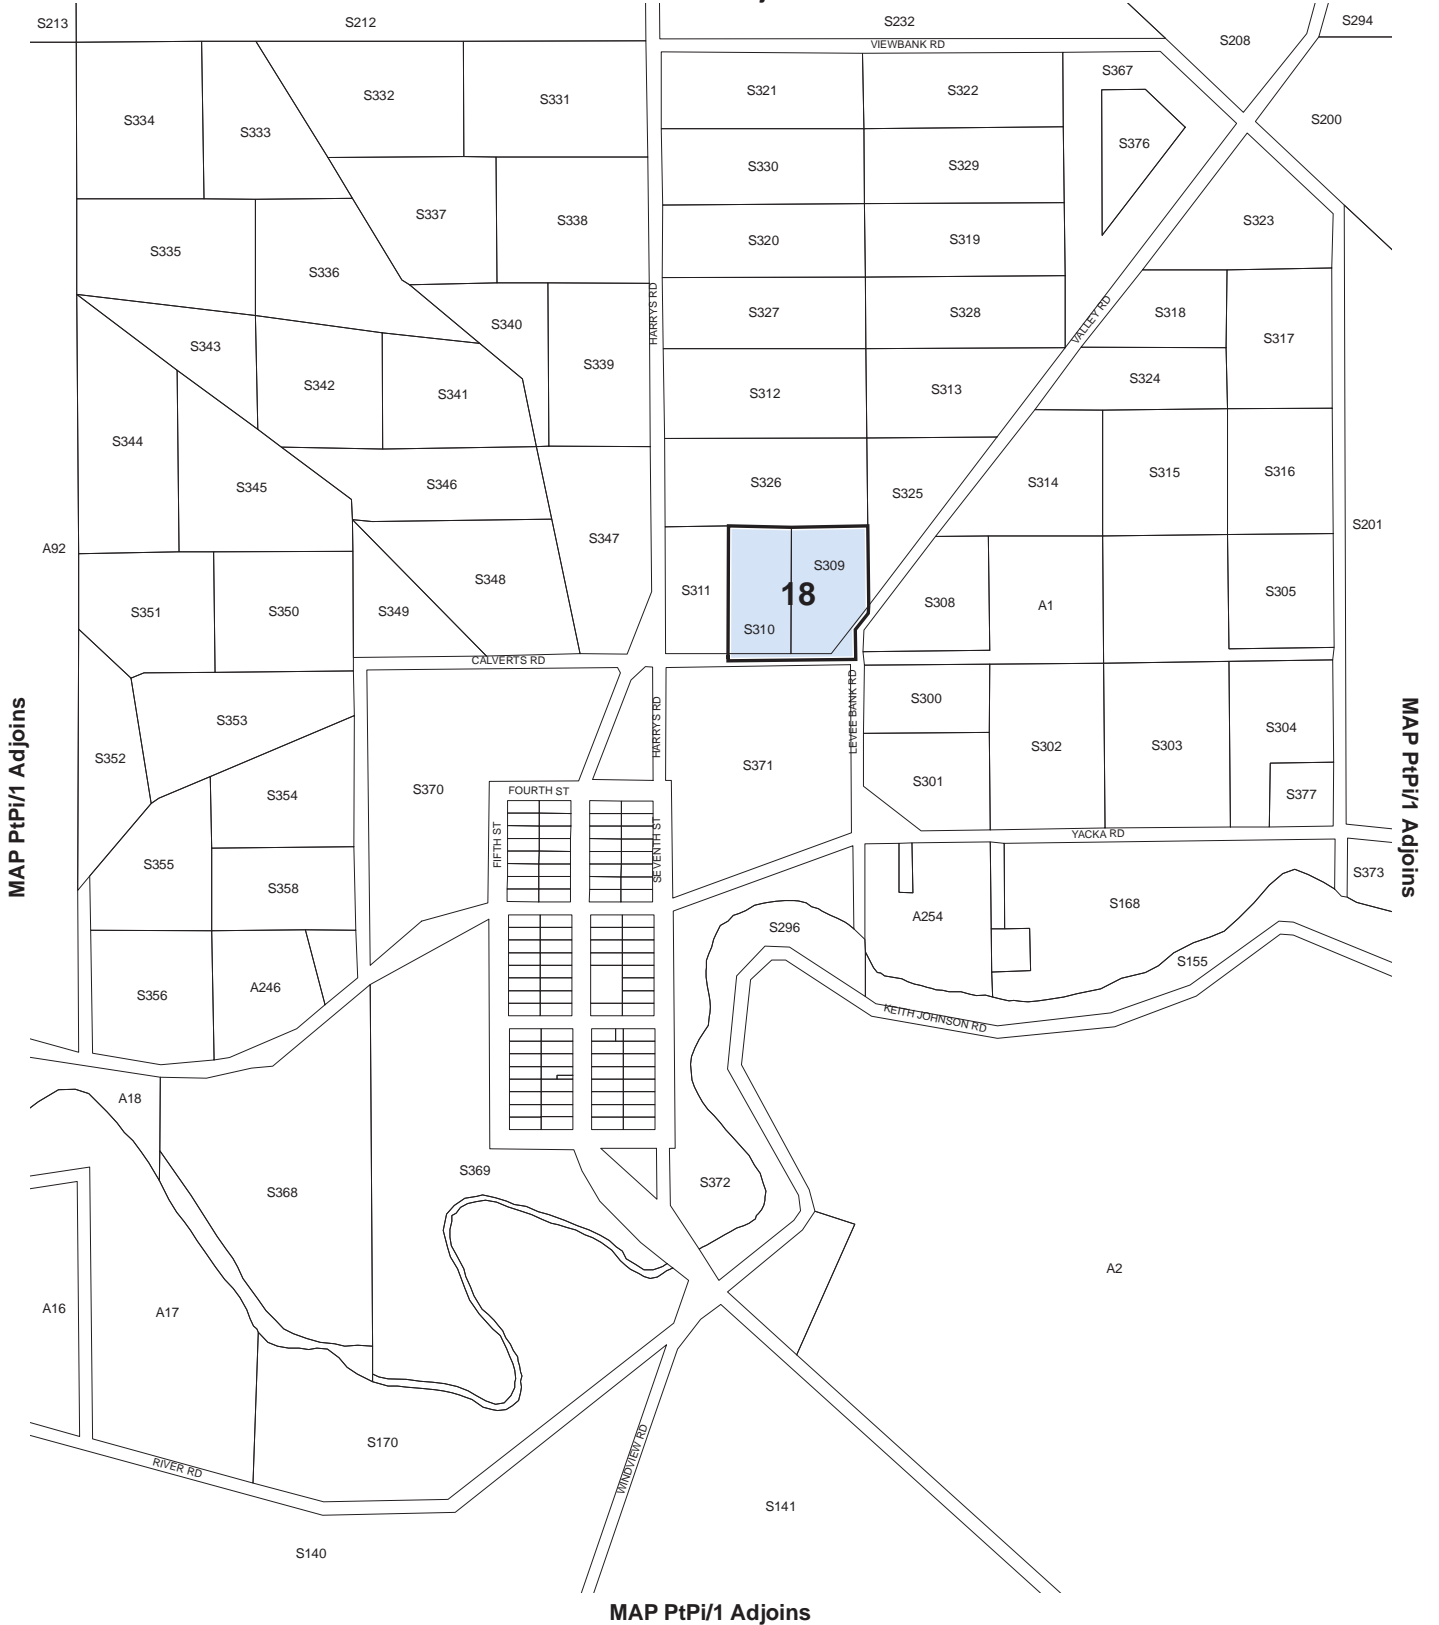 S213
S212
S232
S294
S208
VIEWBANK RD
S367
S332
S331
S321
S322
S334
S333
S376
S200
S330
S329
S337
S338
S323
S335
S336
S320
S319
HARRYS RD
S327
S328
VALLEY RD
S318
S340
S317
S343
S339
S342
S341
S312
S313
S324
S344
S345
S346
S326
S325
S314
S315
S316
A92
S347
S201
S348
S311
S309
18
S310
S308
A1
S305
S351
S350
S349
CALVERTS RD
MAP PtPi/1 Adjoins
S353
S352
HARRYS RD
LEVEE BANK RD
S300
S304
MAP PtPi/1 Adjoins
S302
S303
S371
S301
S370
S354
S377
FOURTH ST
FIFTH ST
SEVENTH ST
YACKA RD
S355
S358
S373
A254
S168
S296
S155
S356
A246
KEITH JOHNSON RD
A18
S369
S368
S372
A2
A16
A17
S170
RIVER RD
WINDVIEW RD
S141
S140
MAP PtPi/1 Adjoins